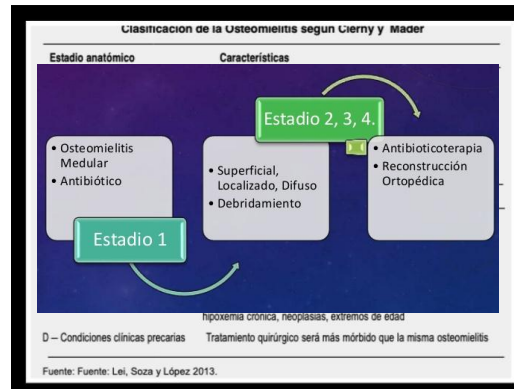 Clasificación de la Osteomielitis según Cierny y Mader
Estadio anatómico Características
• Osteomielitis
Medular
• Antibiótico
Estadio 1
• Superficial,
Localizado, Difuso
• Debridamiento
Estadio 2, 3, 4.
• Antibioticoterapia
• Reconstrucción
Ortopédica
hipoxemia crónica, neoplasias, extremos de edad
D – Condiciones clínicas precarias Tratamiento quirúrgico será más mórbido que la misma osteomielitis
Fuente: Fuente: Lei, Soza y López 2013.